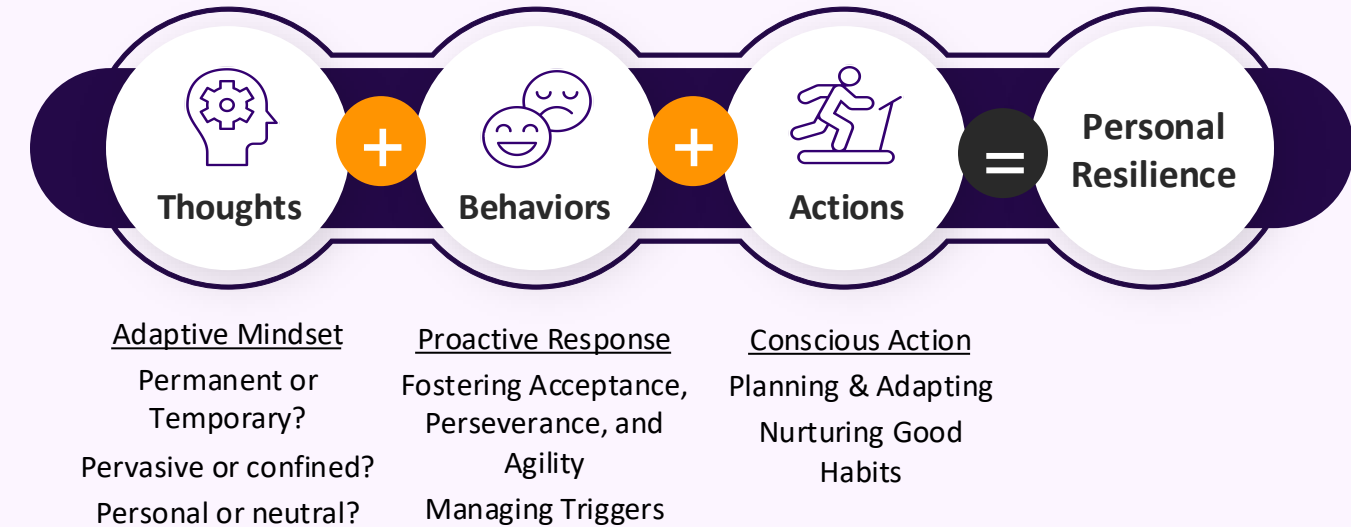 Thoughts
+
Behaviors
+
Actions
=
Personal
Resilience
Adaptive Mindset
Permanent or
Temporary?
Pervasive or confined?
Personal or neutral?
Proactive Response
Fostering Acceptance,
Perseverance, and
Agility
Managing Triggers
Conscious Action
Planning & Adapting
Nurturing Good
Habits